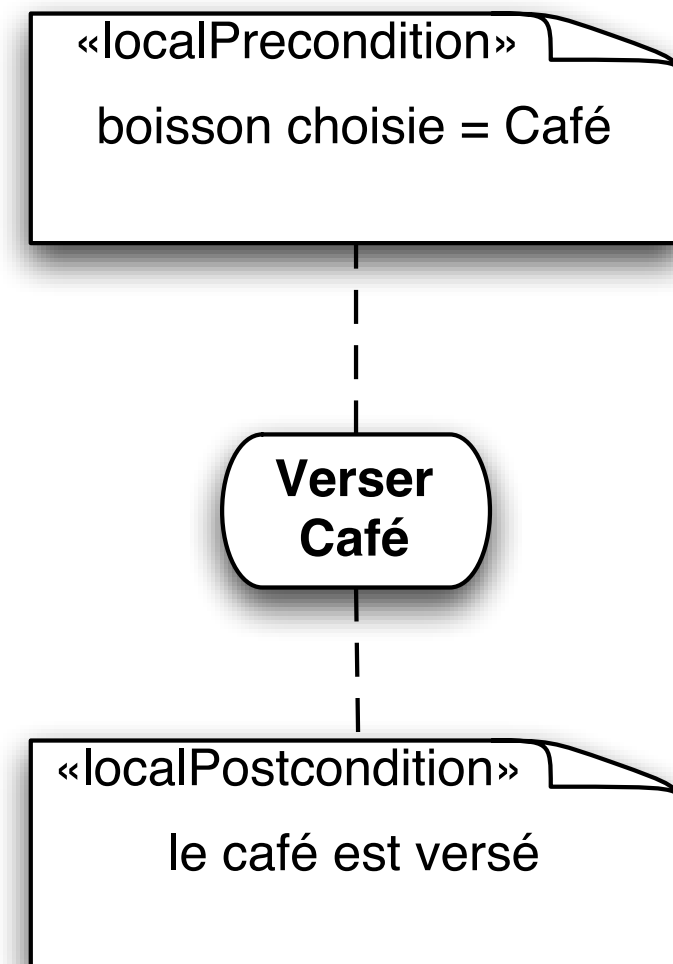 «localPrecondition»
boisson choisie = Café
Verser
Café
«localPostcondition»
le café est versé